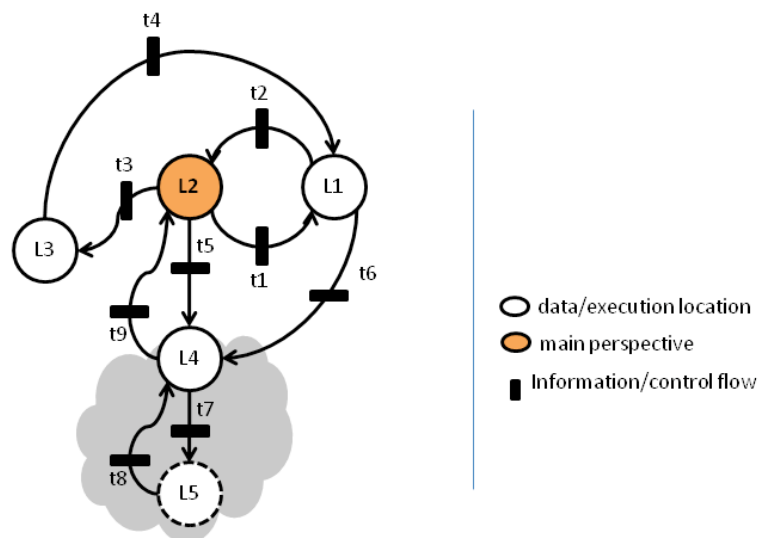 t4
t2
t3
L2
L1
L3
t5
t1
t6
data/execution location
t9
main perspective
L4
Information/control flow
t7
t8
L5